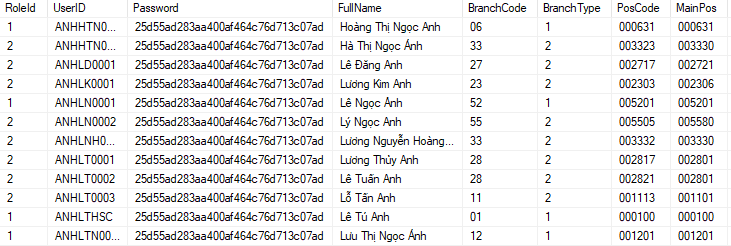 RoleId UserID Password FullName BranchCode BranchType PosCode MainPos
1 ANHHTN0... 25d55ad283aa400af464c76d713c07ad Hoàng Thị Ngọc Anh 06 1 000631 000631
2 ANHHTN0... 25d55ad283aa400af464c76d713c07ad Hà Thị Ngọc Ánh 33 2 003323 003330
2 ANHLD0001 25d55ad283aa400af464c76d713c07ad Lê Đăng Anh 27 2 002717 002721
2 ANHLK0001 25d55ad283aa400af464c76d713c07ad Lương Kim Anh 23 2 002303 002306
1 ANHLN0001 25d55ad283aa400af464c76d713c07ad Lê Ngọc Ánh 52 1 005201 005201
2 ANHLN0002 25d55ad283aa400af464c76d713c07ad Lý Ngọc Anh 55 2 005505 005580
2 ANHLNH0... 25d55ad283aa400af464c76d713c07ad Lương Nguyễn Hoàng... 33 2 003332 003330
2 ANHLT0001 25d55ad283aa400af464c76d713c07ad Lương Thủy Anh 28 2 002817 002801
2 ANHLT0002 25d55ad283aa400af464c76d713c07ad Lê Tuấn Anh 28 2 002821 002801
2 ANHLT0003 25d55ad283aa400af464c76d713c07ad Lỗ Tấn Anh 11 2 001113 001101
1 ANHLTHSC 25d55ad283aa400af464c76d713c07ad Lê Tú Anh 01 1 000100 000100
1 ANHLTN00... 25d55ad283aa400af464c76d713c07ad Lưu Thị Ngọc Ánh 12 1 001201 001201